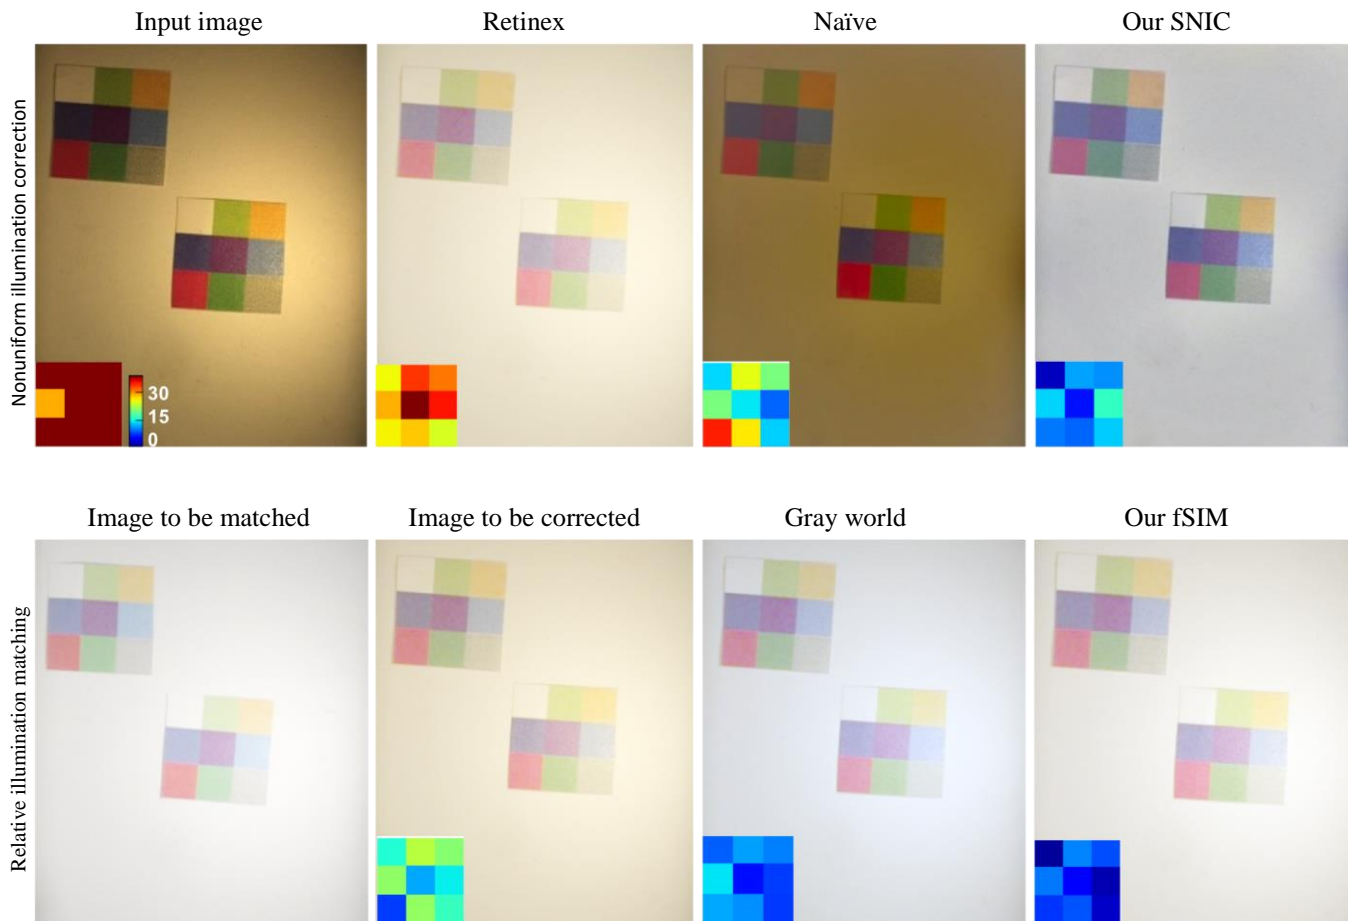 Input image
Retinex
Naïve
Our SNIC
Nonuniform illumination correction
30
15
0
Image to be matched
Image to be corrected
Gray world
Our fSIM
Relative illumination matching